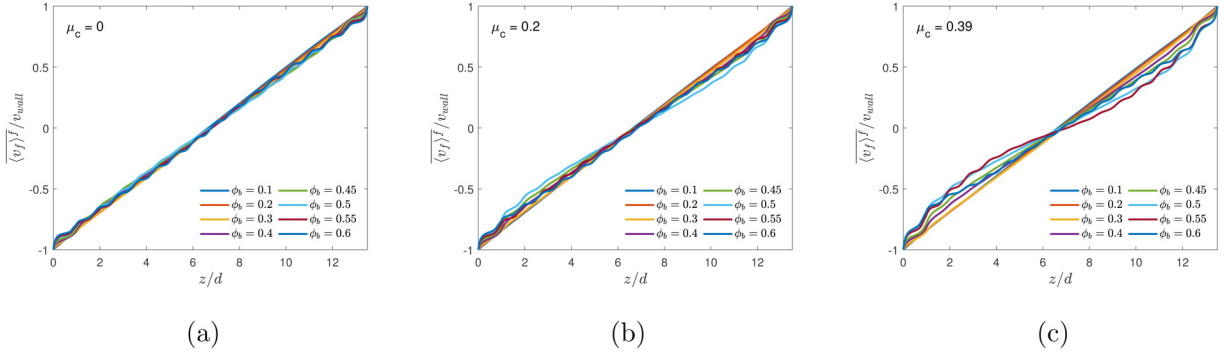 μc = 0
1
0.5
0
-0.5
-1
⟨v_f⟩^f/v_wall
ϕb = 0.1
ϕb = 0.2
ϕb = 0.3
ϕb = 0.4
ϕb = 0.45
ϕb = 0.5
ϕb = 0.55
ϕb = 0.6
0 2 4 6 8 10 12
z/d
(a)
μc = 0.2
1
0.5
0
-0.5
-1
⟨v_f⟩^f/v_wall
ϕb = 0.1
ϕb = 0.2
ϕb = 0.3
ϕb = 0.4
ϕb = 0.45
ϕb = 0.5
ϕb = 0.55
ϕb = 0.6
0 2 4 6 8 10 12
z/d
(b)
μc = 0.39
1
0.5
0
-0.5
-1
⟨v_f⟩^f/v_wall
ϕb = 0.1
ϕb = 0.2
ϕb = 0.3
ϕb = 0.4
ϕb = 0.45
ϕb = 0.5
ϕb = 0.55
ϕb = 0.6
0 2 4 6 8 10 12
z/d
(c)